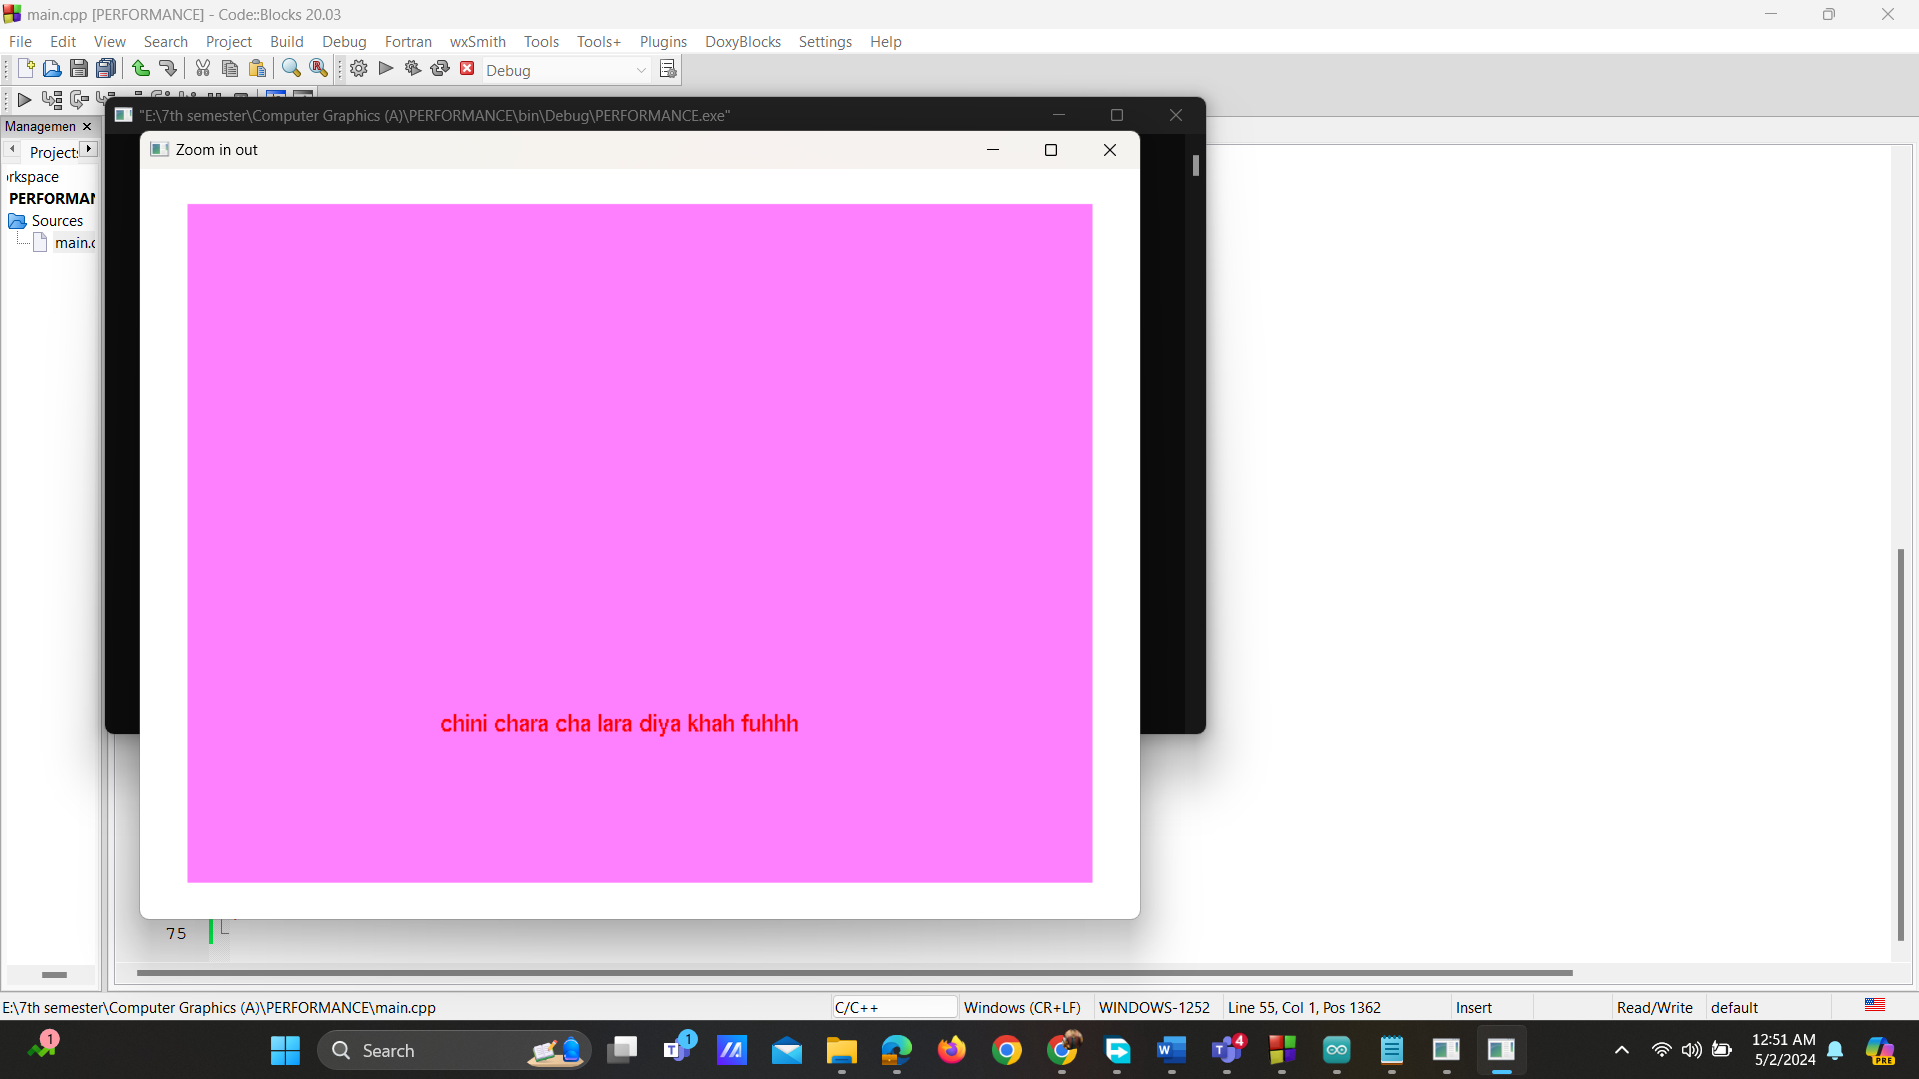 main.cpp [PERFORMANCE] - Code::Blocks 20.03
File Edit View Search Project Build Debug Fortran wxSmith Tools Tools+ Plugins DoxyBlocks Settings Help
Debug
"E:\7th semester\Computer Graphics (A)\PERFORMANCE\bin\Debug\PERFORMANCE.exe"
Managemen
Zoom in out
Project
rkspace
PERFORMAN
Sources
main.c
chini chara cha lara diya khah fuhhh
75
E:\7th semester\Computer Graphics (A)\PERFORMANCE\main.cpp C/C++ Windows (CR+LF) WINDOWS-1252 Line 55, Col 1, Pos 1362 Insert Read/Write default
1 Search 1 4 12:51 AM
5/2/2024 PRE